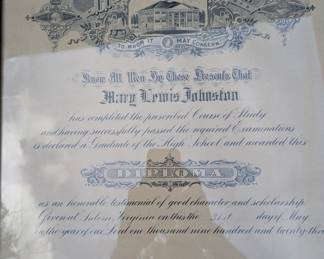 TO WHOM IT MAY CONCERN
Know All Men By These Presents That
Mary Lewis Johnston
has completed the prescribed Course of Study
and having successfully passed the required Examinations
is declared a Graduate of the High School and awarded this
DIPLOMA
as an honorable testimonial of good character and scholarship
Given at Salem, Virginia on this the 31st day of May
in the year of our Lord one thousand nine hundred and twenty-three